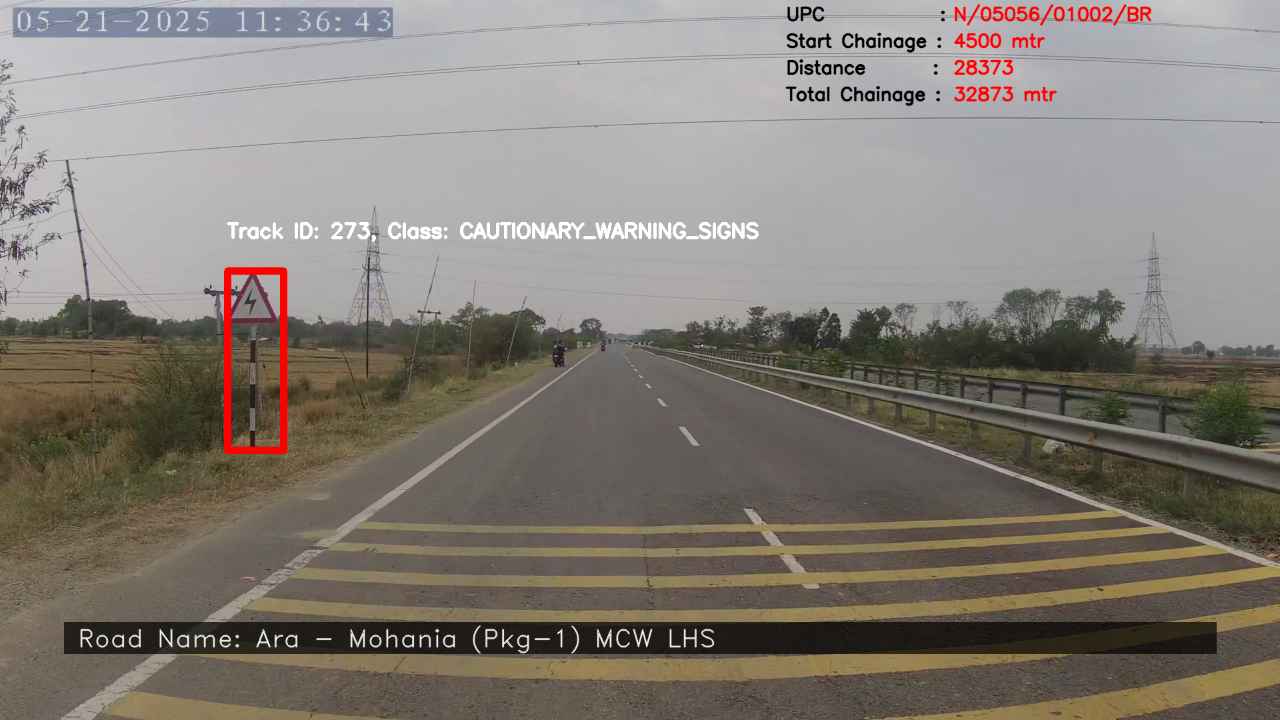 05-21-2025 11:36:43
UPC : N/05056/01002/BR
Start Chainage : 4500 mtr
Distance : 28373
Total Chainage : 32873 mtr
Track ID: 273, Class: CAUTIONARY_WARNING_SIGNS
Road Name: Ara - Mohania (Pkg-1) MCW LHS